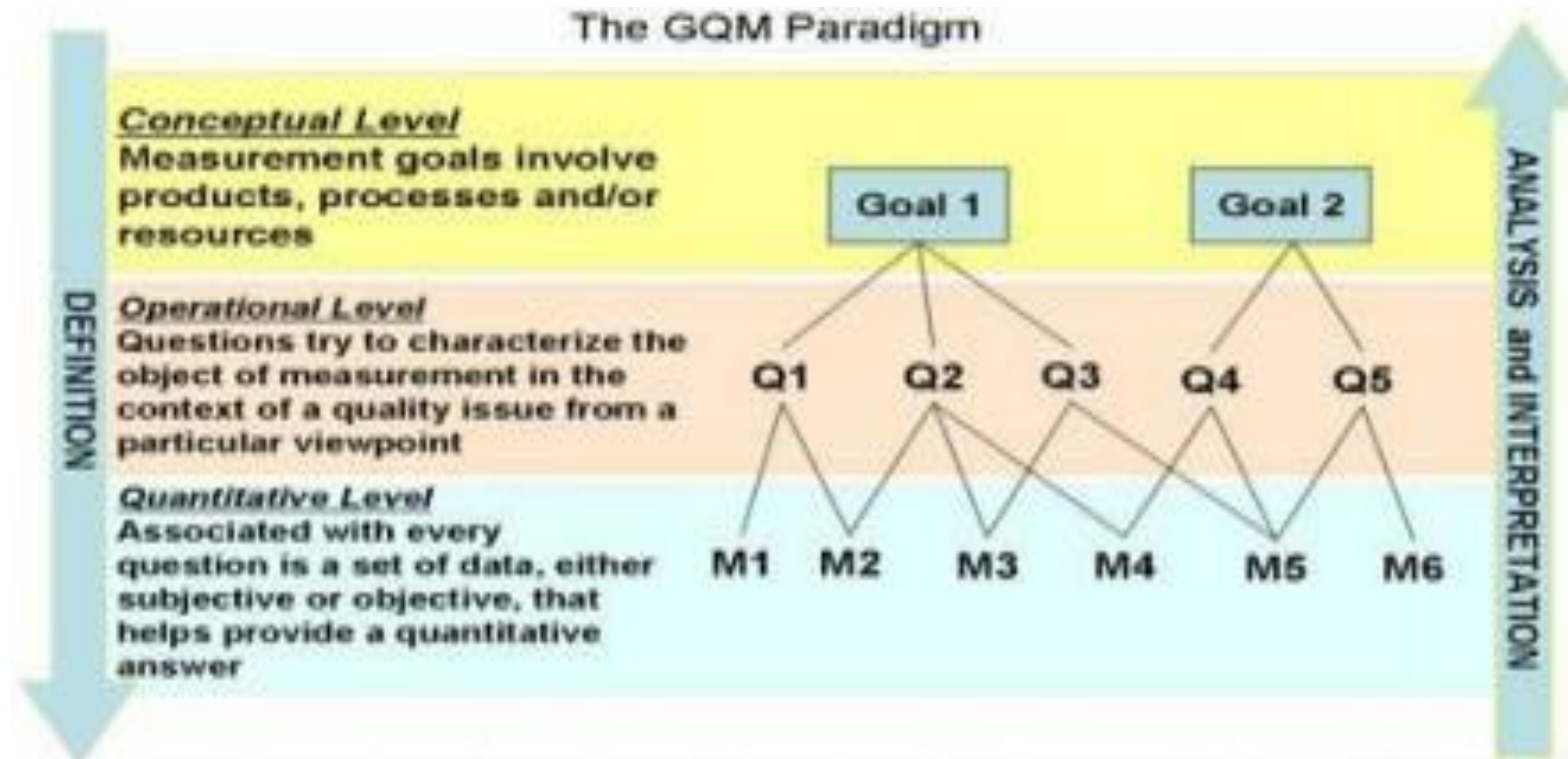 The GQM Paradigm
Conceptual Level
Measurement goals involve
products, processes and/or
resources
Goal 1
Goal 2
Operational Level
Questions try to characterize the
object of measurement in the
context of a quality issue from a
particular viewpoint
Q1
Q2
Q3
Q4
Q5
Quantitative Level
Associated with every
question is a set of data, either
subjective or objective, that
helps provide a quantitative
answer
M1
M2
M3
M4
M5
M6
DEFINITION
ANALYSIS and INTERPRETATION